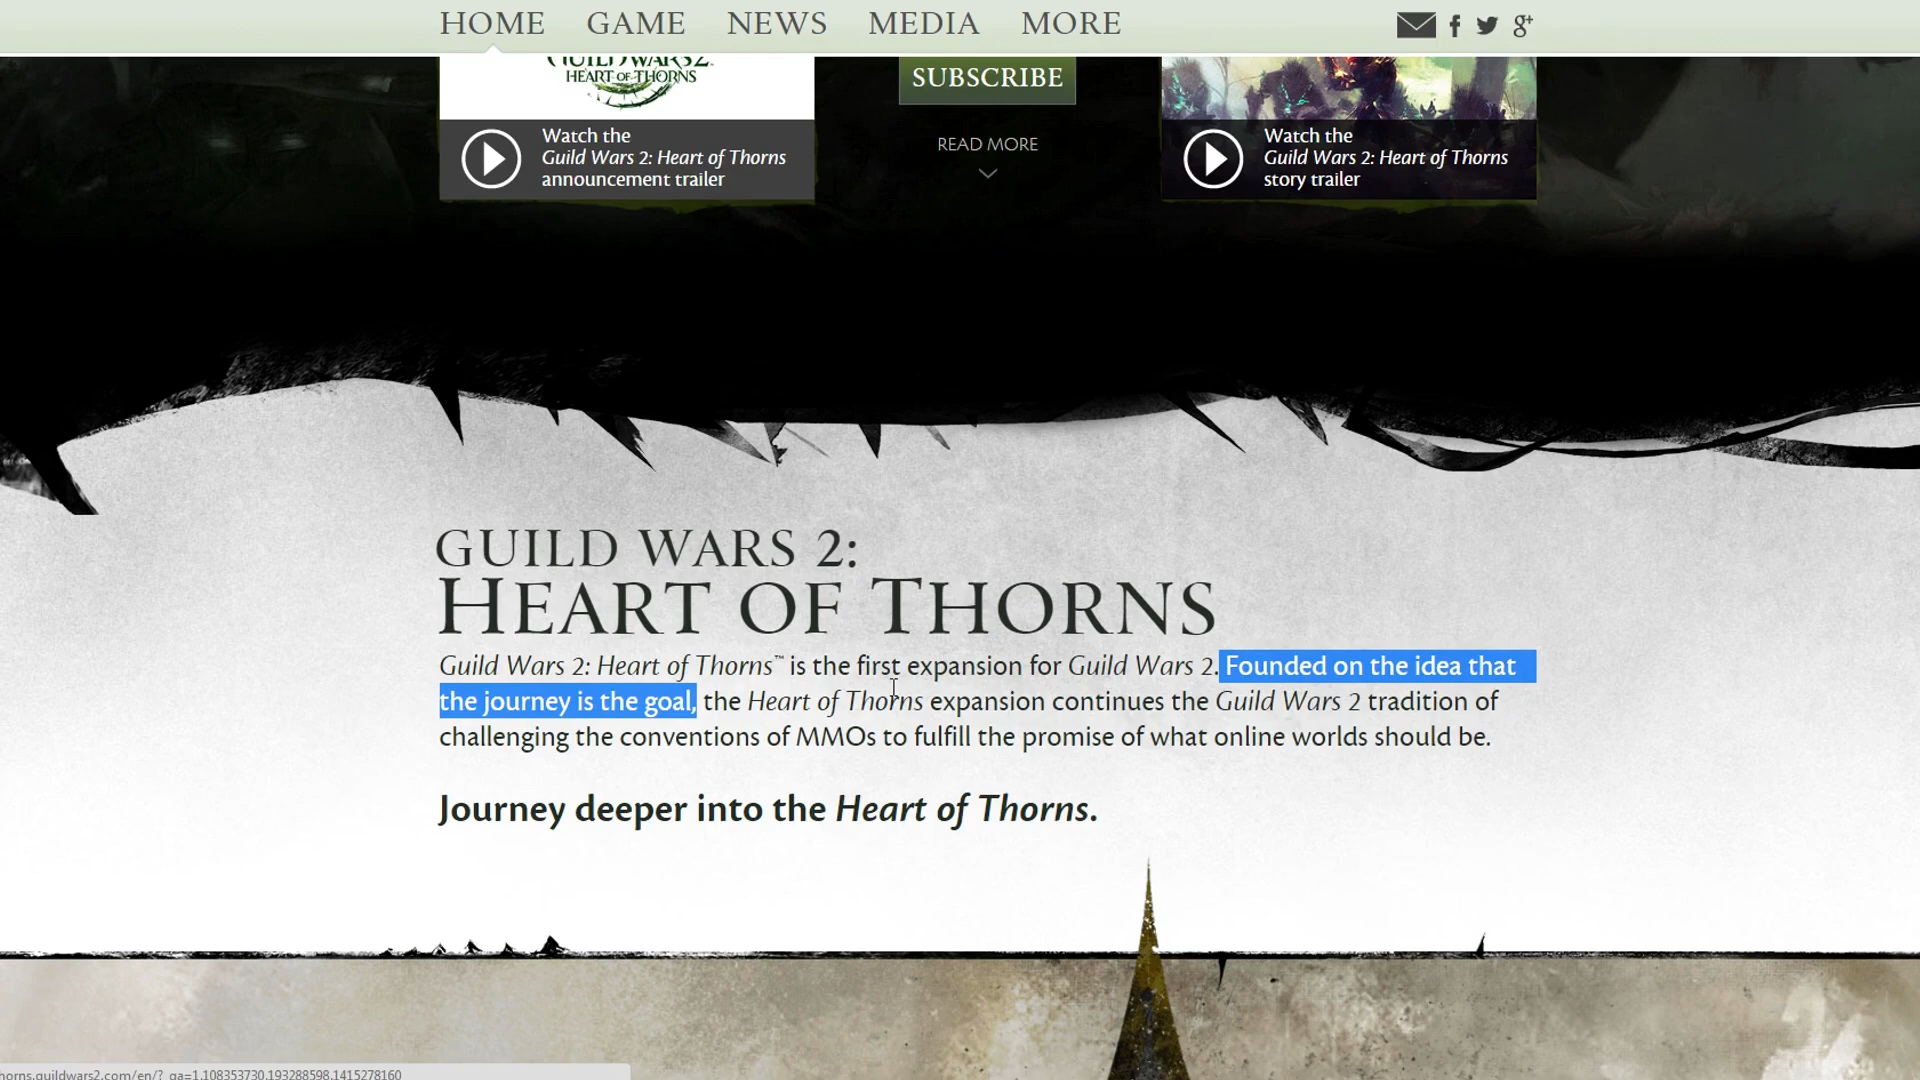 HOME GAME NEWS MEDIA MORE
GUILD WARS 2
HEART OF THORNS
SUBSCRIBE
Watch the
Guild Wars 2: Heart of Thorns
announcement trailer
READ MORE
Watch the
Guild Wars 2: Heart of Thorns
story trailer
GUILD WARS 2:
HEART OF THORNS
Guild Wars 2: Heart of Thorns™ is the first expansion for Guild Wars 2. Founded on the idea that
the journey is the goal, the Heart of Thorns expansion continues the Guild Wars 2 tradition of
challenging the conventions of MMOs to fulfill the promise of what online worlds should be.
Journey deeper into the Heart of Thorns.
horns.guildwars2.com/en/?_ga=1.108353730.193288598.1415278160